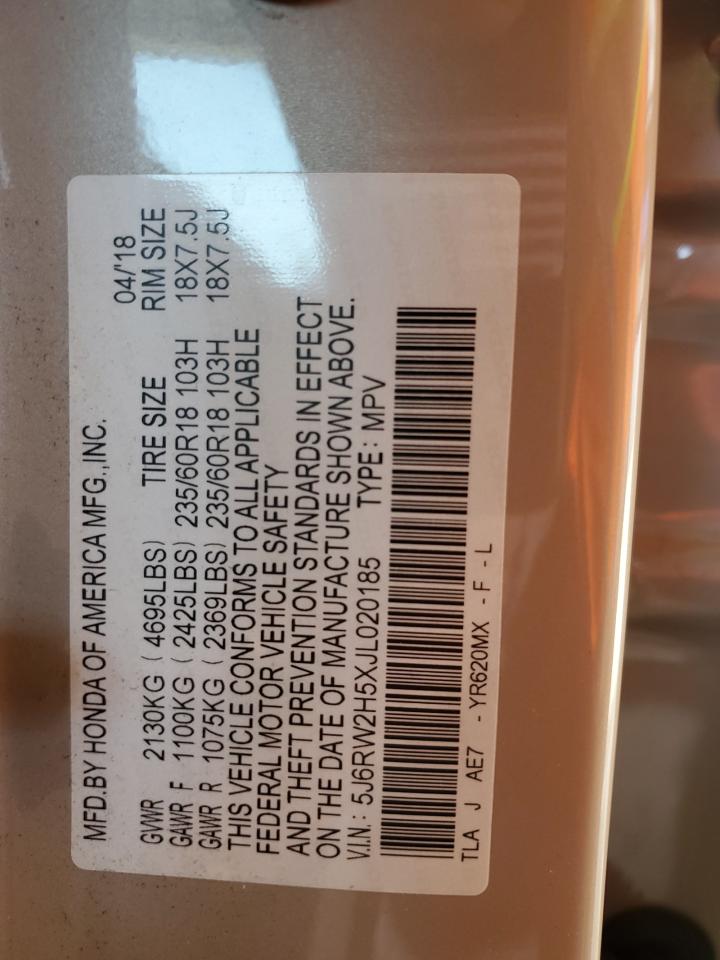 MFD.BY HONDA OF AMERICA MFG.,INC.
04/'18
GVWR 2130KG ( 4695LBS) TIRE SIZE RIM SIZE
GAWR F 1100KG ( 2425LBS) 235/60R18 103H 18X7.5J
GAWR R 1075KG ( 2369LBS) 235/60R18 103H 18X7.5J
THIS VEHICLE CONFORMS TO ALL APPLICABLE
FEDERAL MOTOR VEHICLE SAFETY
AND THEFT PREVENTION STANDARDS IN EFFECT
ON THE DATE OF MANUFACTURE SHOWN ABOVE.
V.I.N.: 5J6RW2H5XJL020185 TYPE: MPV
TLA J AE7 - YR620MX - F - L